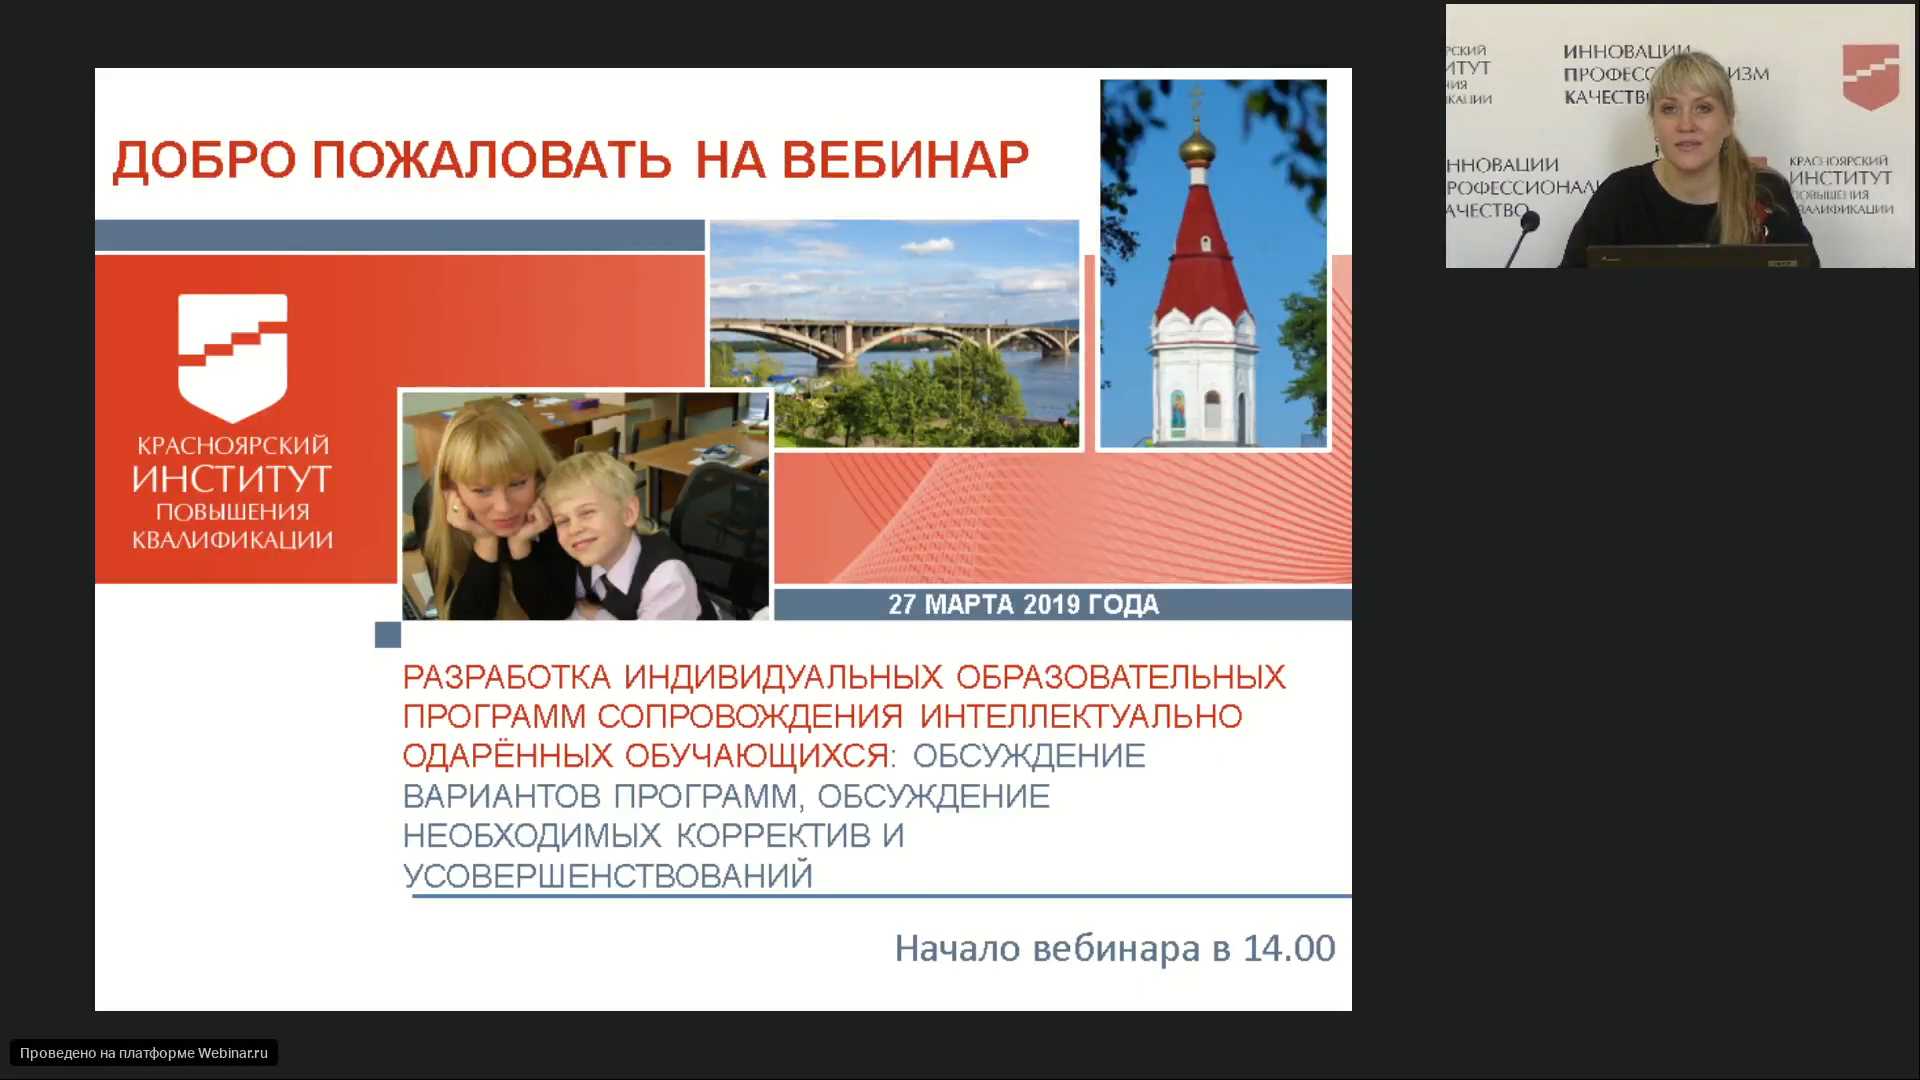 ДОБРО ПОЖАЛОВАТЬ НА ВЕБИНАР
КРАСНОЯРСКИЙ
ИНСТИТУТ
ПОВЫШЕНИЯ
КВАЛИФИКАЦИИ
27 МАРТА 2019 ГОДА
РАЗРАБОТКА ИНДИВИДУАЛЬНЫХ ОБРАЗОВАТЕЛЬНЫХ
ПРОГРАММ СОПРОВОЖДЕНИЯ ИНТЕЛЛЕКТУАЛЬНО
ОДАРЁННЫХ ОБУЧАЮЩИХСЯ: ОБСУЖДЕНИЕ
ВАРИАНТОВ ПРОГРАММ, ОБСУЖДЕНИЕ
НЕОБХОДИМЫХ КОРРЕКТИВ И
УСОВЕРШЕНСТВОВАНИЙ
Начало вебинара в 14.00
ИННОВАЦИИ
КАЧЕСТВО
КРАСНОЯРСКИЙ
ИНСТИТУТ
ПОВЫШЕНИЯ
КВАЛИФИКАЦИИ
Проведено на платформе Webinar.ru